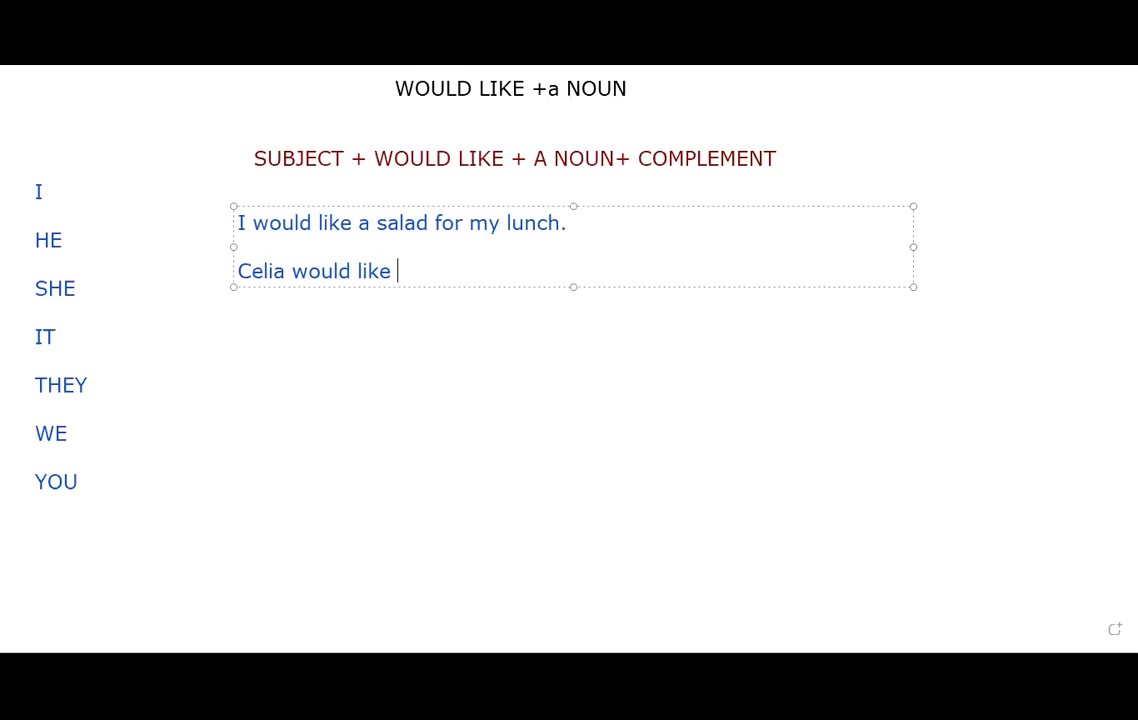 WOULD LIKE +a NOUN
SUBJECT + WOULD LIKE + A NOUN+ COMPLEMENT
I
I would like a salad for my lunch.
HE
Celia would like
SHE
IT
THEY
WE
YOU